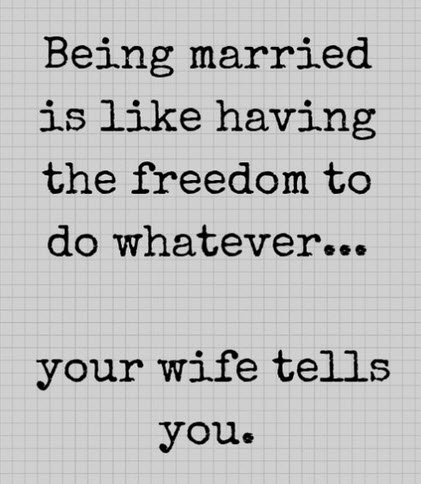 Being married
is like having
the freedom to
do whatever...
your wife tells
you.